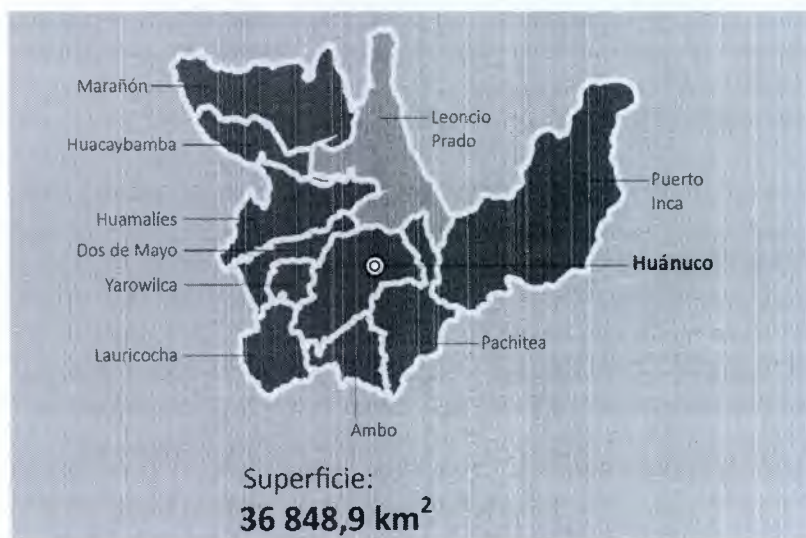 Marañón
Huacaybamba
Huamalíes
Dos de Mayo
Yarowilca
Lauricocha
Ambo
Leoncio
Prado
Puerto
Inca
Huánuco
Pachitea
Superficie:
36 848,9 km²